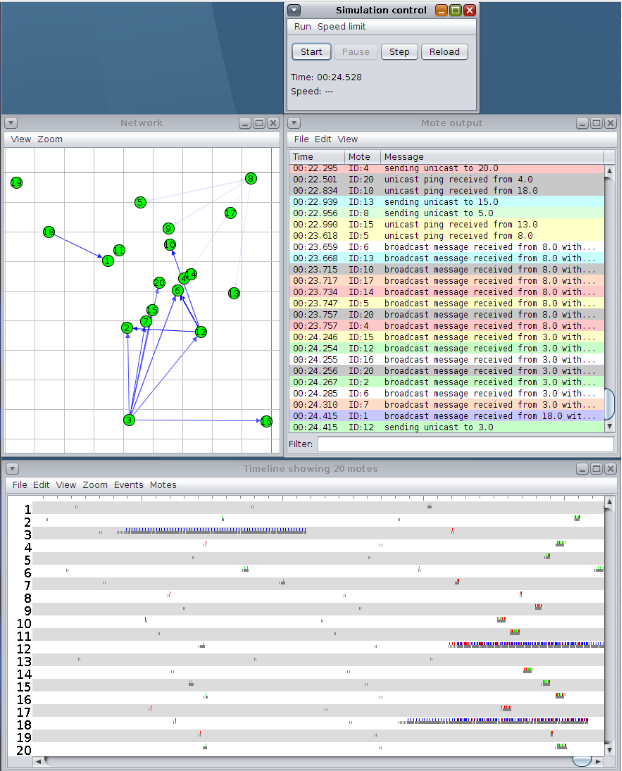 Simulation control
Run Speed limit
Start Pause Step Reload
Time: 00:24.528
Speed: ---
Network
View Zoom
19
8
5
17
9
18
10
11
1
20
4
14
6
13
15
7
2
12
3
16
Mote output
File Edit View
Time Mote Message
00:22.295 ID:4 sending unicast to 20.0
00:22.501 ID:20 unicast ping received from 4.0
00:22.834 ID:10 unicast ping received from 18.0
00:22.939 ID:13 sending unicast to 15.0
00:22.956 ID:8 sending unicast to 5.0
00:22.990 ID:15 unicast ping received from 13.0
00:23.618 ID:5 unicast ping received from 8.0
00:23.659 ID:6 broadcast message received from 8.0 with...
00:23.668 ID:13 broadcast message received from 8.0 with...
00:23.715 ID:10 broadcast message received from 8.0 with...
00:23.717 ID:17 broadcast message received from 8.0 with...
00:23.734 ID:14 broadcast message received from 8.0 with...
00:23.747 ID:5 broadcast message received from 8.0 with...
00:23.757 ID:20 broadcast message received from 8.0 with...
00:23.757 ID:4 broadcast message received from 8.0 with...
00:24.246 ID:15 broadcast message received from 3.0 with...
00:24.254 ID:12 broadcast message received from 3.0 with...
00:24.255 ID:16 broadcast message received from 3.0 with...
00:24.256 ID:20 broadcast message received from 3.0 with...
00:24.267 ID:2 broadcast message received from 3.0 with...
00:24.285 ID:6 broadcast message received from 3.0 with...
00:24.310 ID:7 broadcast message received from 3.0 with...
00:24.415 ID:1 broadcast message received from 18.0 wit...
00:24.415 ID:12 sending unicast to 3.0
Filter:
Timeline showing 20 motes
File Edit View Zoom Events Motes
1
2
3
4
5
6
7
8
9
10
11
12
13
14
15
16
17
18
19
20